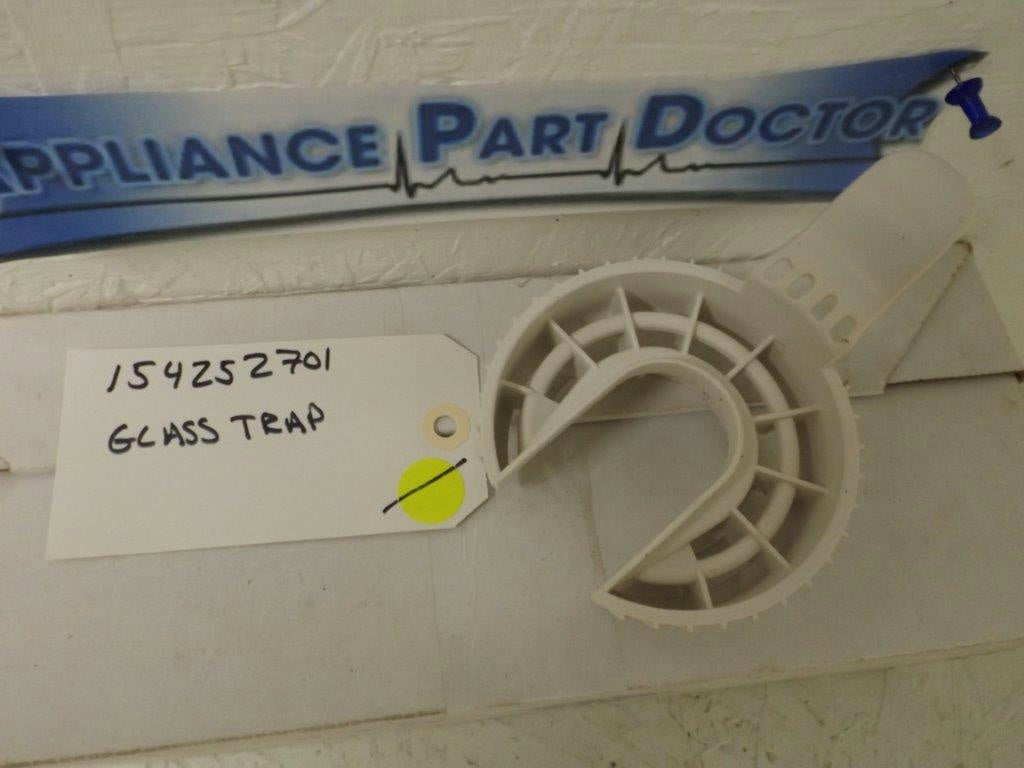 APPLIANCE PART DOCTOR
154252701
GLASS TRAP